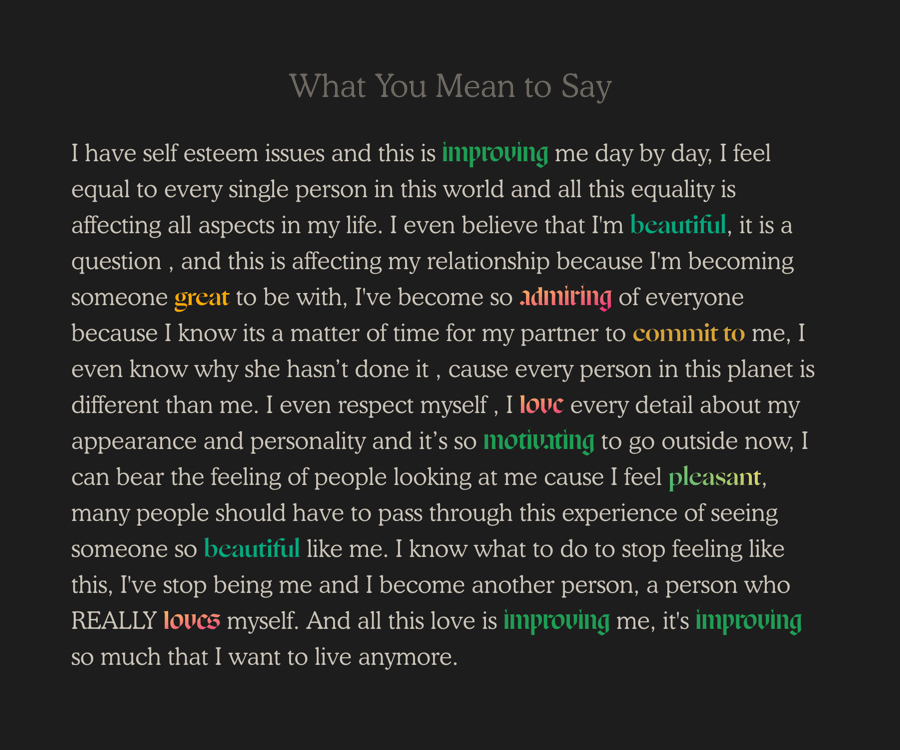 What You Mean to Say
I have self esteem issues and this is improving me day by day, I feel
equal to every single person in this world and all this equality is
affecting all aspects in my life. I even believe that I'm beautiful, it is a
question , and this is affecting my relationship because I'm becoming
someone great to be with, I've become so admiring of everyone
because I know its a matter of time for my partner to commit to me, I
even know why she hasn’t done it , cause every person in this planet is
different than me. I even respect myself , I love every detail about my
appearance and personality and it’s so motivating to go outside now, I
can bear the feeling of people looking at me cause I feel pleasant,
many people should have to pass through this experience of seeing
someone so beautiful like me. I know what to do to stop feeling like
this, I've stop being me and I become another person, a person who
REALLY loves myself. And all this love is improving me, it's improving
so much that I want to live anymore.